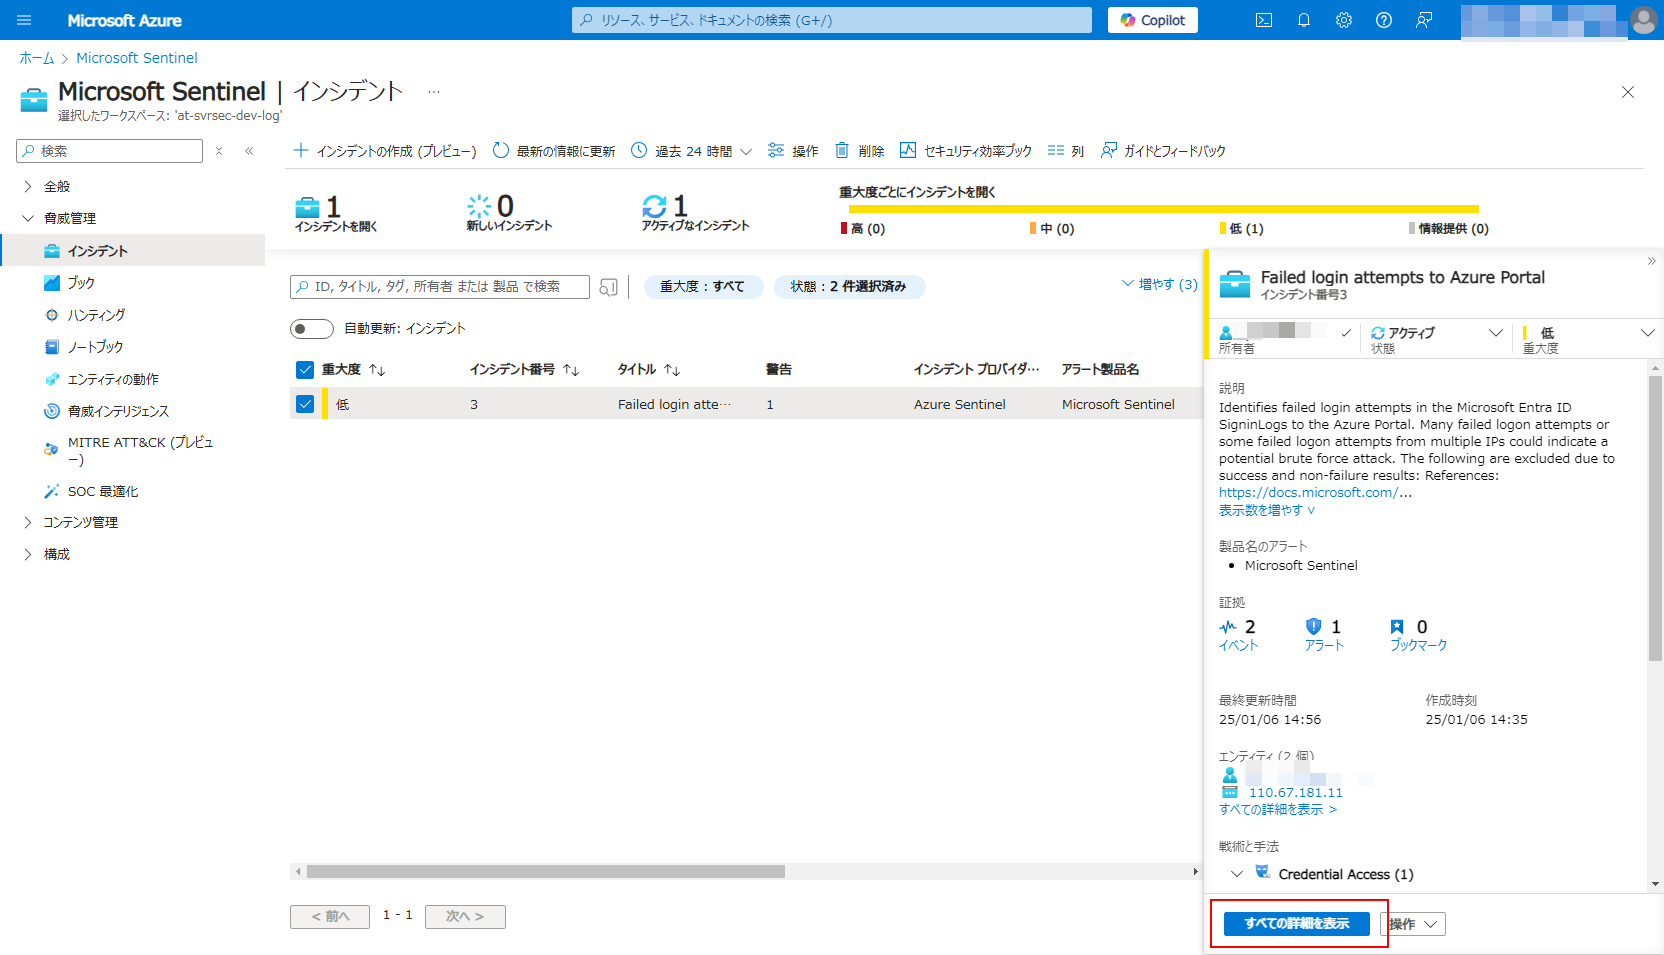 Microsoft Azure
リソース、サービス、ドキュメントの検索 (G+/)
Copilot
ホーム > Microsoft Sentinel
Microsoft Sentinel | インシデント ...
選択したワークスペース: 'at-svrsec-dev-log'
検索
全般
脅威管理
インシデント
ブック
ハンティング
ノートブック
エンティティの動作
脅威インテリジェンス
MITRE ATT&CK (プレビュ
ー)
SOC 最適化
コンテンツ管理
構成
インシデントの作成 (プレビュー) 最新の情報に更新 過去 24 時間 操作 削除 セキュリティ効率ブック 列 ガイドとフィードバック
1
インシデントを開く
0
新しいインシデント
1
アクティブなインシデント
重大度ごとにインシデントを開く
高 (0) 中 (0) 低 (1) 情報提供 (0)
ID, タイトル, タグ, 所有者 または 製品 で検索
重大度 : すべて
状態 : 2 件選択済み
増やす (3)
自動更新: インシデント
重大度 ↑↓ インシデント番号 ↑↓ タイトル ↑↓ 警告 インシデント プロバイダ… アラート製品名
低 3 Failed login atte… 1 Azure Sentinel Microsoft Sentinel
< 前へ 1 - 1 次へ >
Failed login attempts to Azure Portal
インシデント番号3
所有者
アクティブ
状態
低
重大度
説明
Identifies failed login attempts in the Microsoft Entra ID
SigninLogs to the Azure Portal. Many failed logon attempts or
some failed logon attempts from multiple IPs could indicate a
potential brute force attack. The following are excluded due to
success and non-failure results: References:
https://docs.microsoft.com/...
表示数を増やす ∨
製品名のアラート
• Microsoft Sentinel
証拠
2
イベント
1
アラート
0
ブックマーク
最終更新時間
25/01/06 14:56
作成時刻
25/01/06 14:35
エンティティ (2 個)
110.67.181.11
すべての詳細を表示 >
戦術と手法
Credential Access (1)
すべての詳細を表示
操作